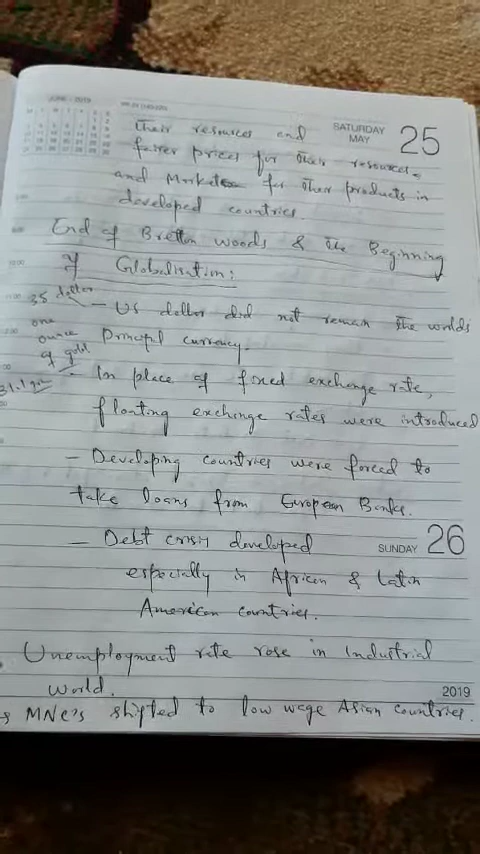 JUNE - 2019
SATURDAY
MAY 25
Their resources and
fairer prices for their resources.
and Markets for their products in
developed countries
End of Bretton woods & the Beginning
of Globalisation:
35 dollar
one
ounce
of gold
- US dollar did not remain the worlds
Principal currency.
- In place of fixed exchange rate,
floating exchange rates were introduced
- Developing countries were forced to
take loans from European Banks.
SUNDAY 26
- Debt crisis developed
especially in African & Latin
American countries.
Unemployment rate rose in Industrial
world.
2019
MNC's shifted to low wage Asian countries.